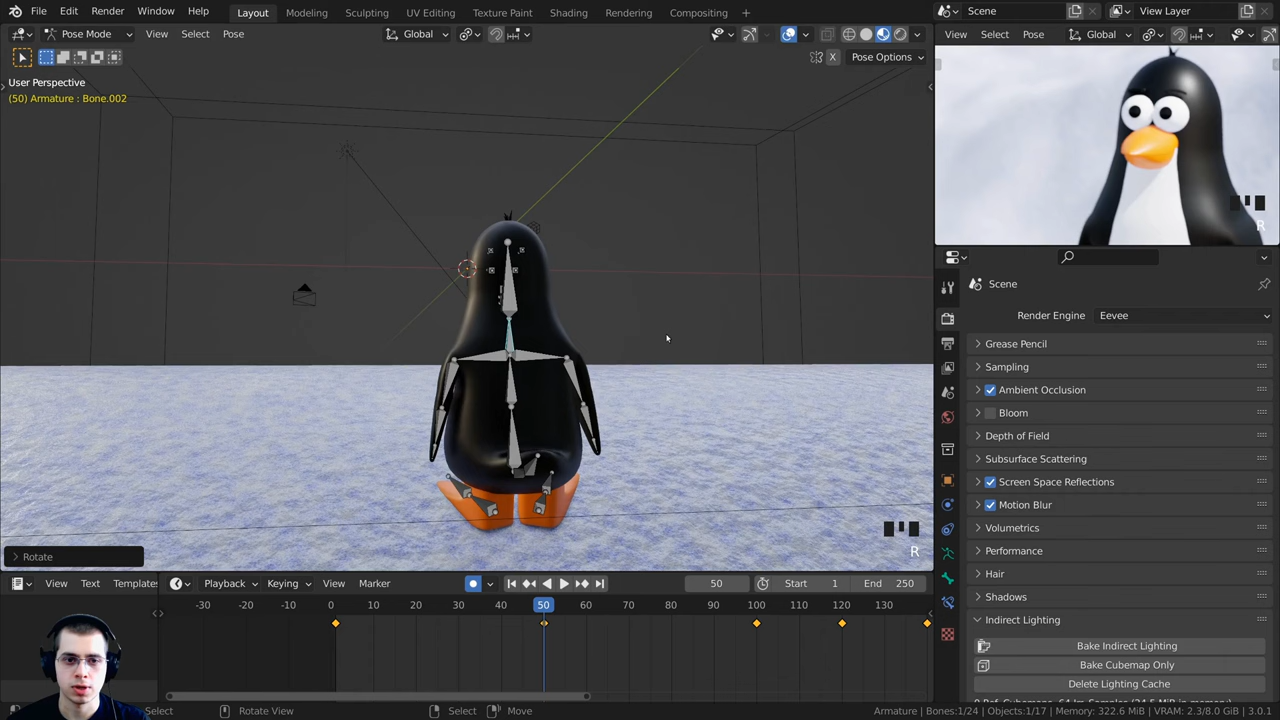 File Edit Render Window Help
Layout Modeling Sculpting UV Editing Texture Paint Shading Rendering Compositing
Scene View Layer
Pose Mode View Select Pose Global
View Select Pose Global
X Pose Options
User Perspective
(50) Armature : Bone.002
R
Scene
Render Engine Eevee
Grease Pencil
Sampling
Ambient Occlusion
Bloom
Depth of Field
Subsurface Scattering
Screen Space Reflections
Motion Blur
Volumetrics
Performance
Hair
Shadows
Indirect Lighting
Bake Indirect Lighting
Bake Cubemap Only
Delete Lighting Cache
R
Rotate
View Text Templates Playback Keying View Marker 50 Start 1 End 250
-30 -20 -10 0 10 20 30 40 50 60 70 80 90 100 110 120 130
Select Rotate View Select Move
Armature | Bones:1/24 | Objects:1/17 | Memory: 322.6 MiB | VRAM: 2.3/8.0 GiB | 3.0.1